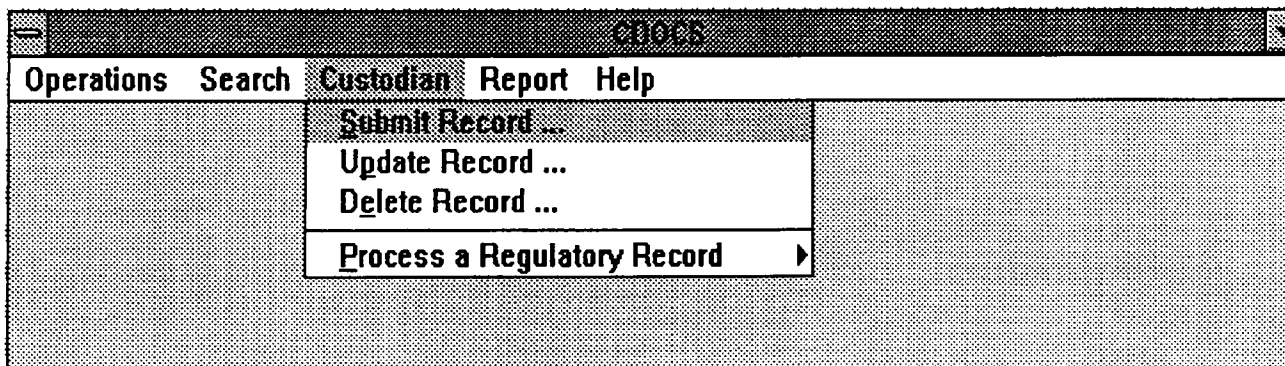 CDOCS
Operations Search Custodian Report Help
Submit Record ...
Update Record ...
Delete Record ...
Process a Regulatory Record